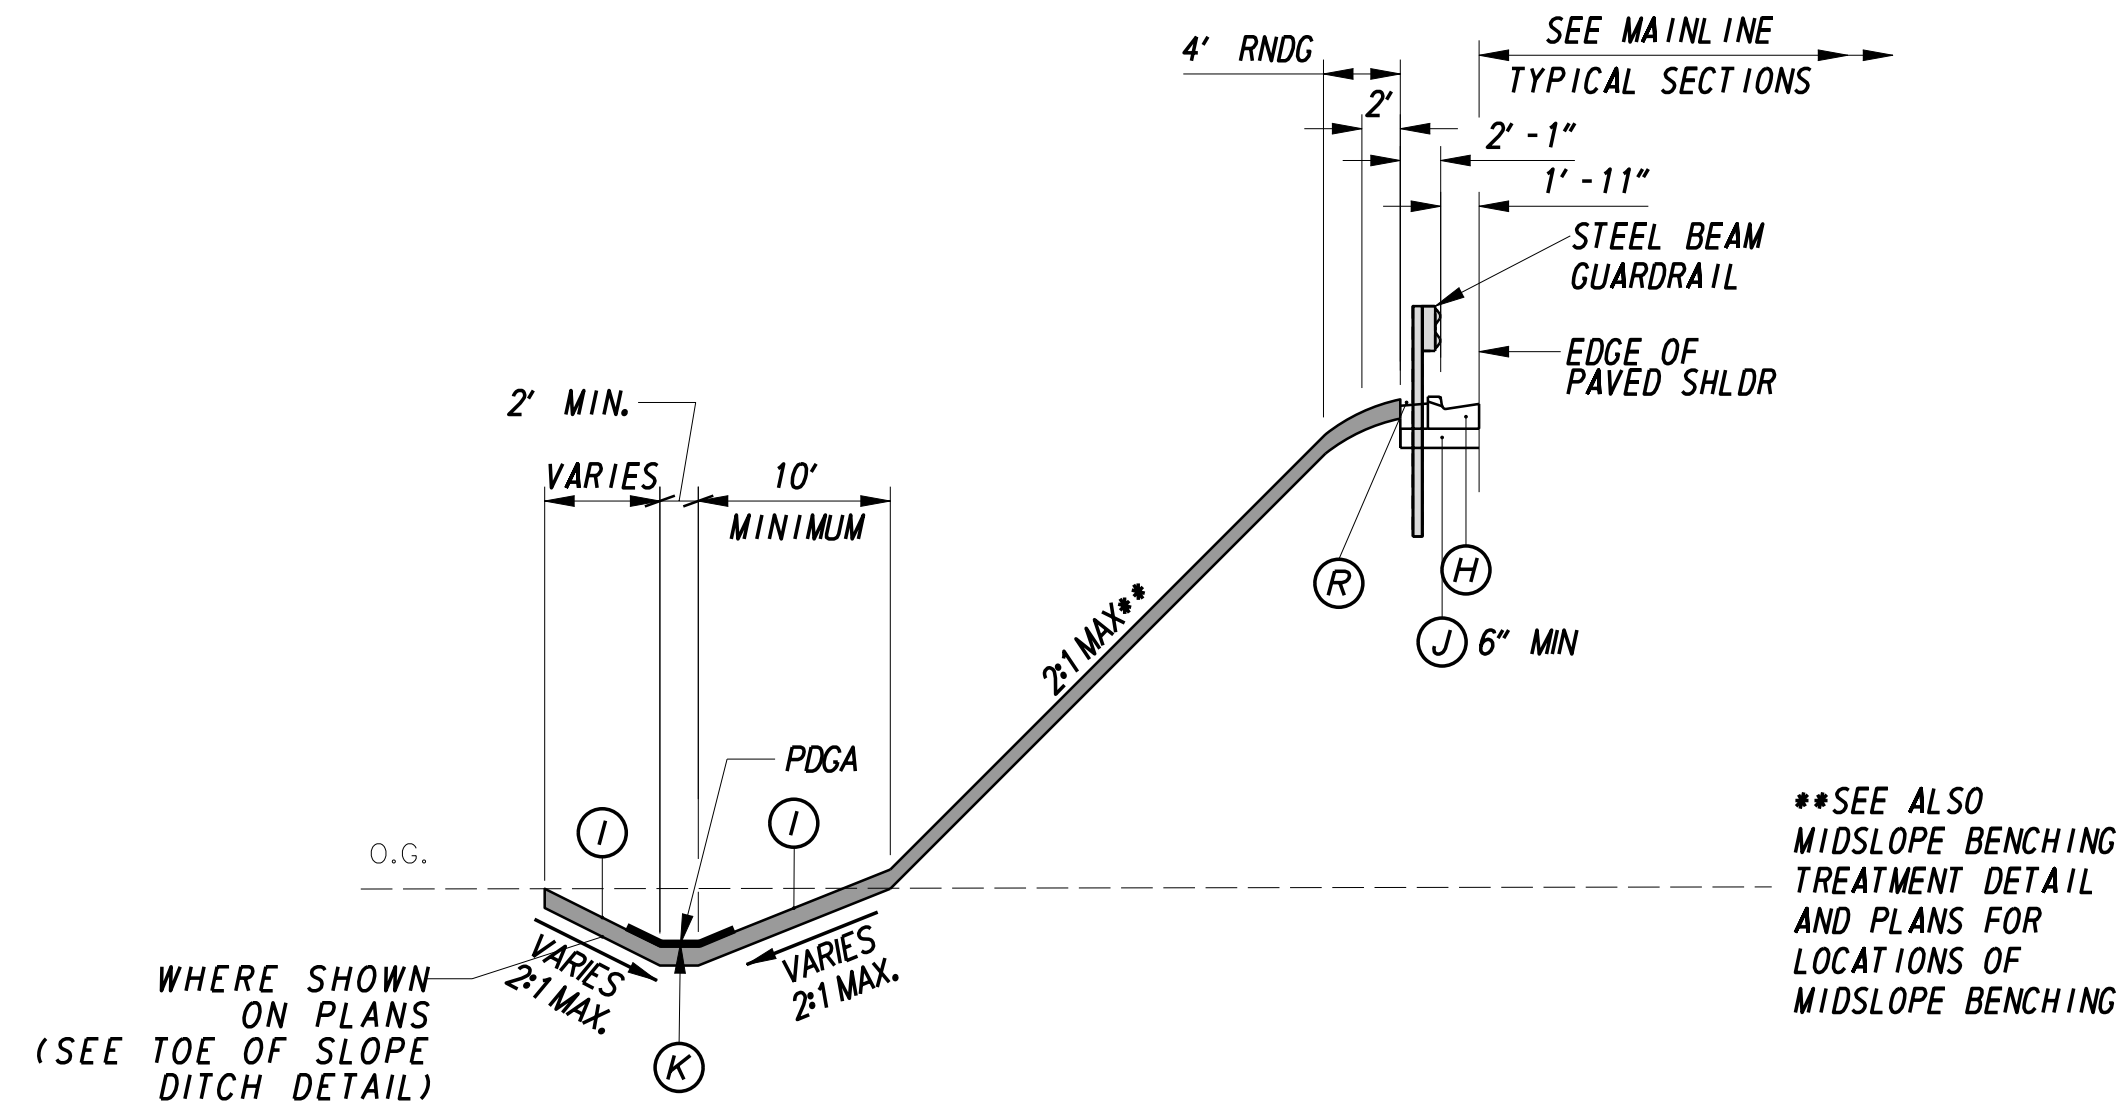 SEE MAINLINE
TYPICAL SECTIONS
4' RNDG
2'
2'-1"
1'-11"
STEEL BEAM
GUARDRAIL
EDGE OF
PAVED SHLDR
2' MIN.
VARIES
10'
MINIMUM
R
H
J 6" MIN
2:1 MAX**
PDGA
I
I
O.G.
**SEE ALSO
MIDSLOPE BENCHING
TREATMENT DETAIL
AND PLANS FOR
LOCATIONS OF
MIDSLOPE BENCHING
VARIES
2:1 MAX.
VARIES
2:1 MAX.
WHERE SHOWN
ON PLANS
(SEE TOE OF SLOPE
DITCH DETAIL)
K